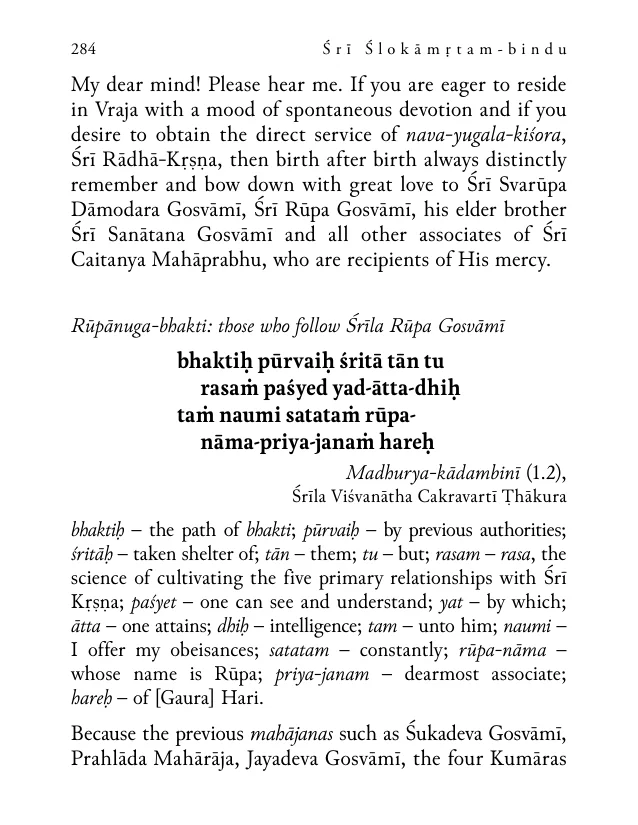 284 Śrī Ślokāmṛtam-bindu
My dear mind! Please hear me. If you are eager to reside
in Vraja with a mood of spontaneous devotion and if you
desire to obtain the direct service of nava-yugala-kiśora,
Śrī Rādhā-Kṛṣṇa, then birth after birth always distinctly
remember and bow down with great love to Śrī Svarūpa
Dāmodara Gosvāmī, Śrī Rūpa Gosvāmī, his elder brother
Śrī Sanātana Gosvāmī and all other associates of Śrī
Caitanya Mahāprabhu, who are recipients of His mercy.
Rūpānuga-bhakti: those who follow Śrīla Rūpa Gosvāmī
bhaktiḥ pūrvaiḥ śritā tān tu
rasaṁ paśyed yad-ātta-dhiḥ
taṁ naumi satataṁ rūpa-
nāma-priya-janaṁ hareḥ
Madhurya-kādambinī (1.2),
Śrīla Viśvanātha Cakravartī Ṭhākura
bhaktiḥ – the path of bhakti; pūrvaiḥ – by previous authorities;
śritāḥ – taken shelter of; tān – them; tu – but; rasam – rasa, the
science of cultivating the five primary relationships with Śrī
Kṛṣṇa; paśyet – one can see and understand; yat – by which;
ātta – one attains; dhiḥ – intelligence; tam – unto him; naumi –
I offer my obeisances; satatam – constantly; rūpa-nāma –
whose name is Rūpa; priya-janam – dearmost associate;
hareḥ – of [Gaura] Hari.
Because the previous mahājanas such as Śukadeva Gosvāmī,
Prahlāda Mahārāja, Jayadeva Gosvāmī, the four Kumāras